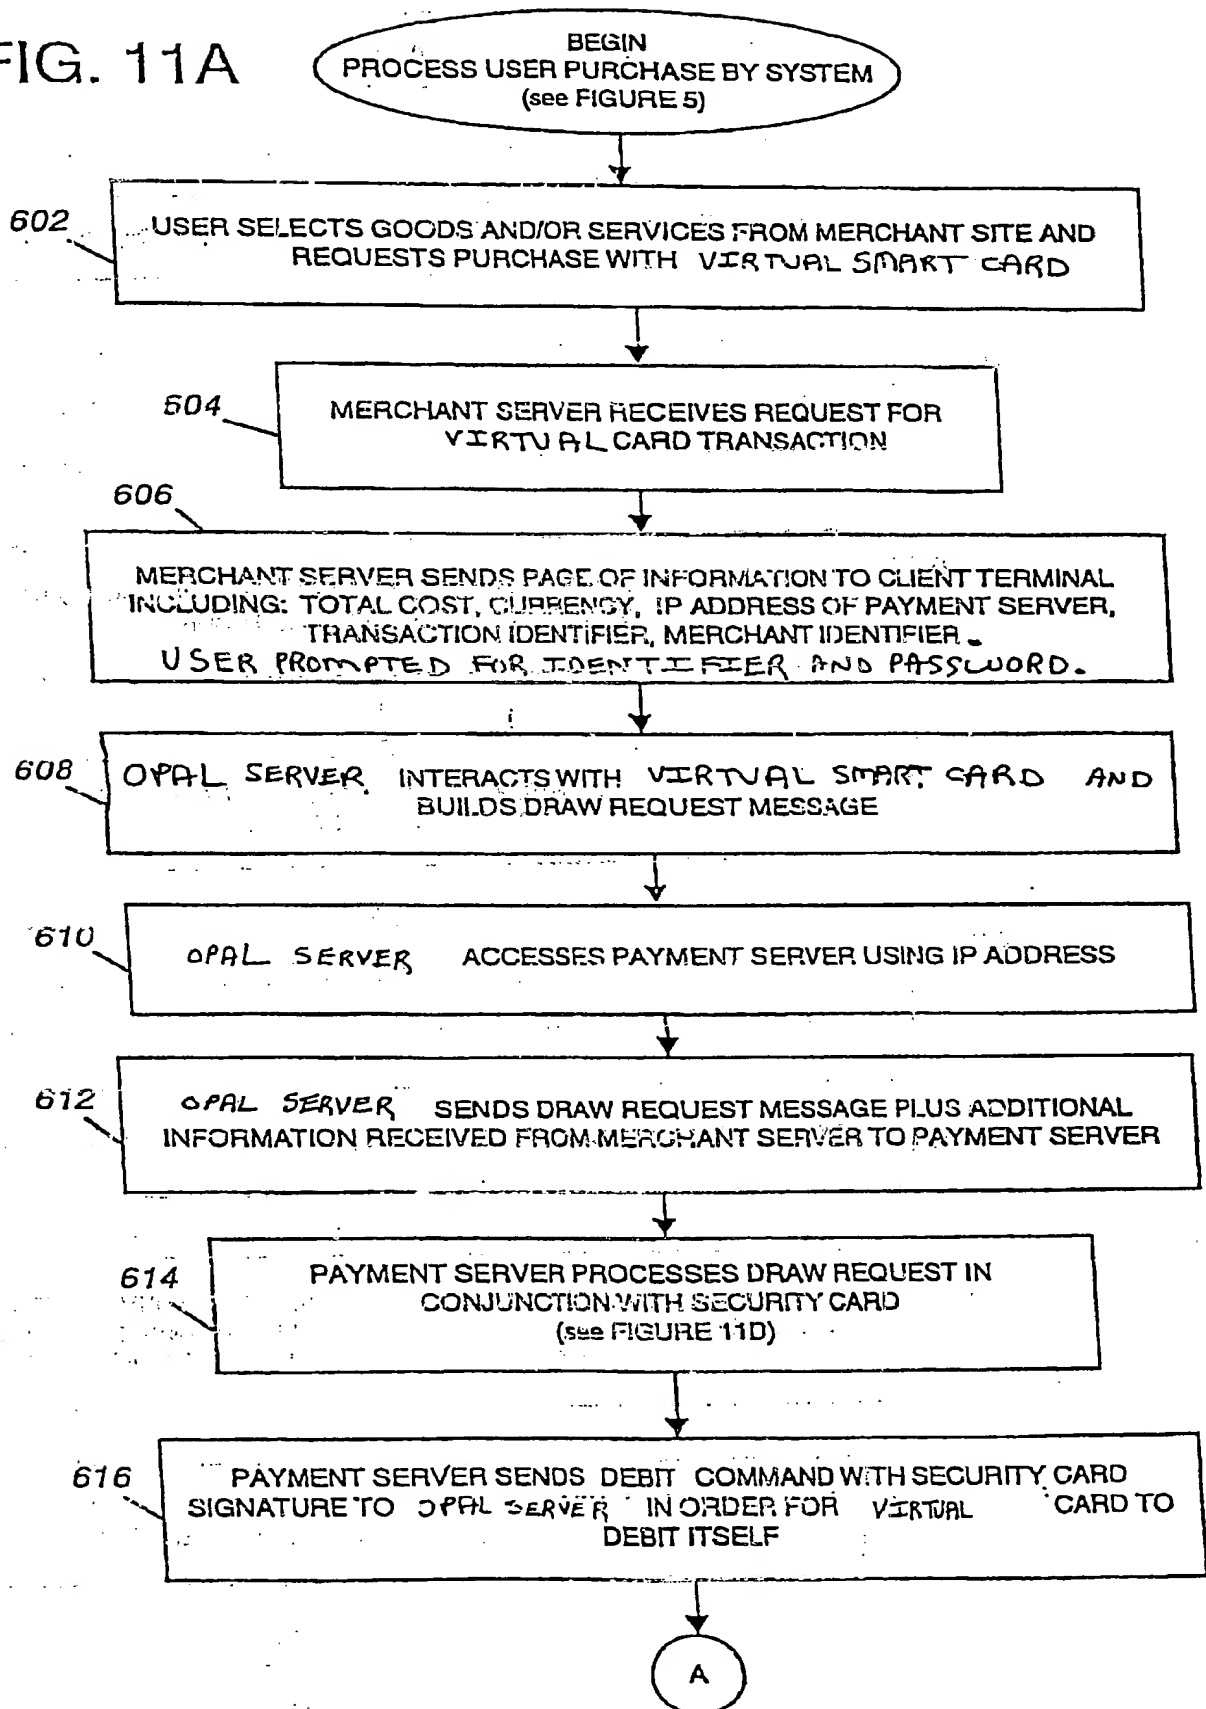 FIG. 11A
BEGIN
PROCESS USER PURCHASE BY SYSTEM
(see FIGURE 5)
602
USER SELECTS GOODS AND/OR SERVICES FROM MERCHANT SITE AND
REQUESTS PURCHASE WITH VIRTUAL SMART CARD
604
MERCHANT SERVER RECEIVES REQUEST FOR
VIRTUAL CARD TRANSACTION
606
MERCHANT SERVER SENDS PAGE OF INFORMATION TO CLIENT TERMINAL
INCLUDING: TOTAL COST, CURRENCY, IP ADDRESS OF PAYMENT SERVER,
TRANSACTION IDENTIFIER, MERCHANT IDENTIFIER.
USER PROMPTED FOR IDENTIFIER AND PASSWORD.
608
OPAL SERVER INTERACTS WITH VIRTUAL SMART CARD AND
BUILDS DRAW REQUEST MESSAGE
610
OPAL SERVER ACCESSES PAYMENT SERVER USING IP ADDRESS
612
OPAL SERVER SENDS DRAW REQUEST MESSAGE PLUS ADDITIONAL
INFORMATION RECEIVED FROM MERCHANT SERVER TO PAYMENT SERVER
614
PAYMENT SERVER PROCESSES DRAW REQUEST IN
CONJUNCTION WITH SECURITY CARD
(see FIGURE 11D)
616
PAYMENT SERVER SENDS DEBIT COMMAND WITH SECURITY CARD
SIGNATURE TO OPAL SERVER IN ORDER FOR VIRTUAL CARD TO
DEBIT ITSELF
A